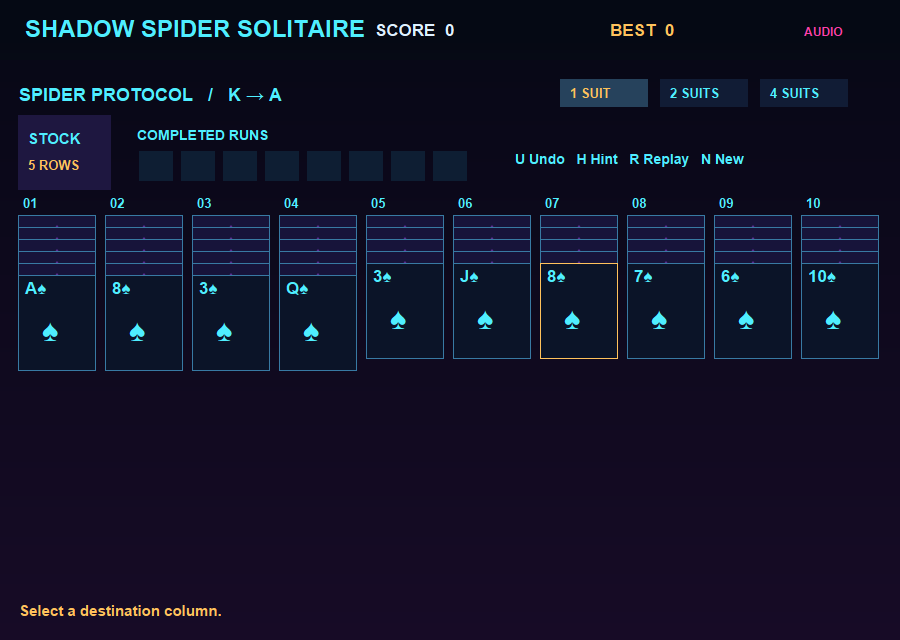 SHADOW SPIDER SOLITAIRE SCORE 0 BEST 0 AUDIO
SPIDER PROTOCOL / K → A 1 SUIT 2 SUITS 4 SUITS
STOCK
5 ROWS
COMPLETED RUNS
U Undo H Hint R Replay N New
01 02 03 04 05 06 07 08 09 10
A♠ 8♠ 3♠ Q♠ 3♠ J♠ 8♠ 7♠ 6♠ 10♠
Select a destination column.